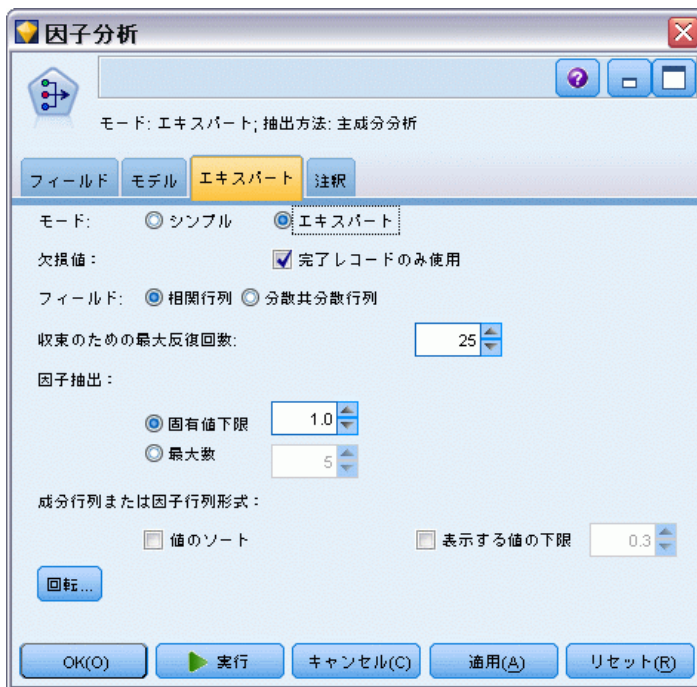 因子分析
モード: エキスパート; 抽出方法: 主成分分析
フィールド モデル エキスパート 注釈
モード: シンプル エキスパート
欠損値： 完了レコードのみ使用
フィールド: 相関行列 分散共分散行列
収束のための最大反復回数: 25
因子抽出：
固有値下限 1.0
最大数 5
成分行列または因子行列形式：
値のソート 表示する値の下限 0.3
回転...
OK(O) 実行 キャンセル(C) 適用(A) リセット(R)